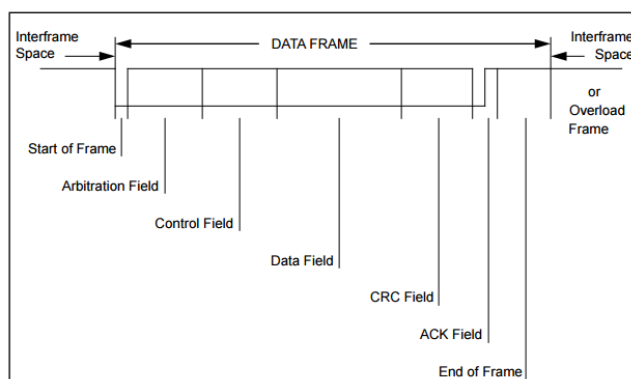 Interframe
Space
DATA FRAME
Interframe
Space
or
Overload
Frame
Start of Frame
Arbitration Field
Control Field
Data Field
CRC Field
ACK Field
End of Frame